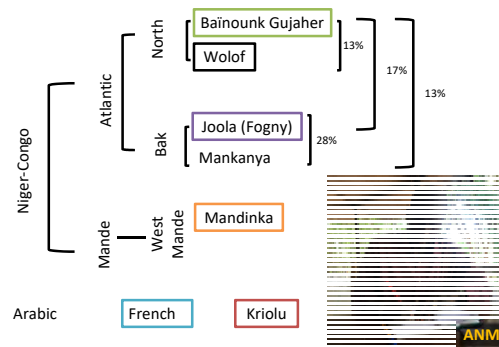 Niger-Congo
Atlantic
Mande
North
Bak
West
Mande
Baïnounk Gujaher
Wolof
Joola (Fogny)
Mankanya
Mandinka
13%
17%
13%
28%
Arabic
French
Kriolu
ANM